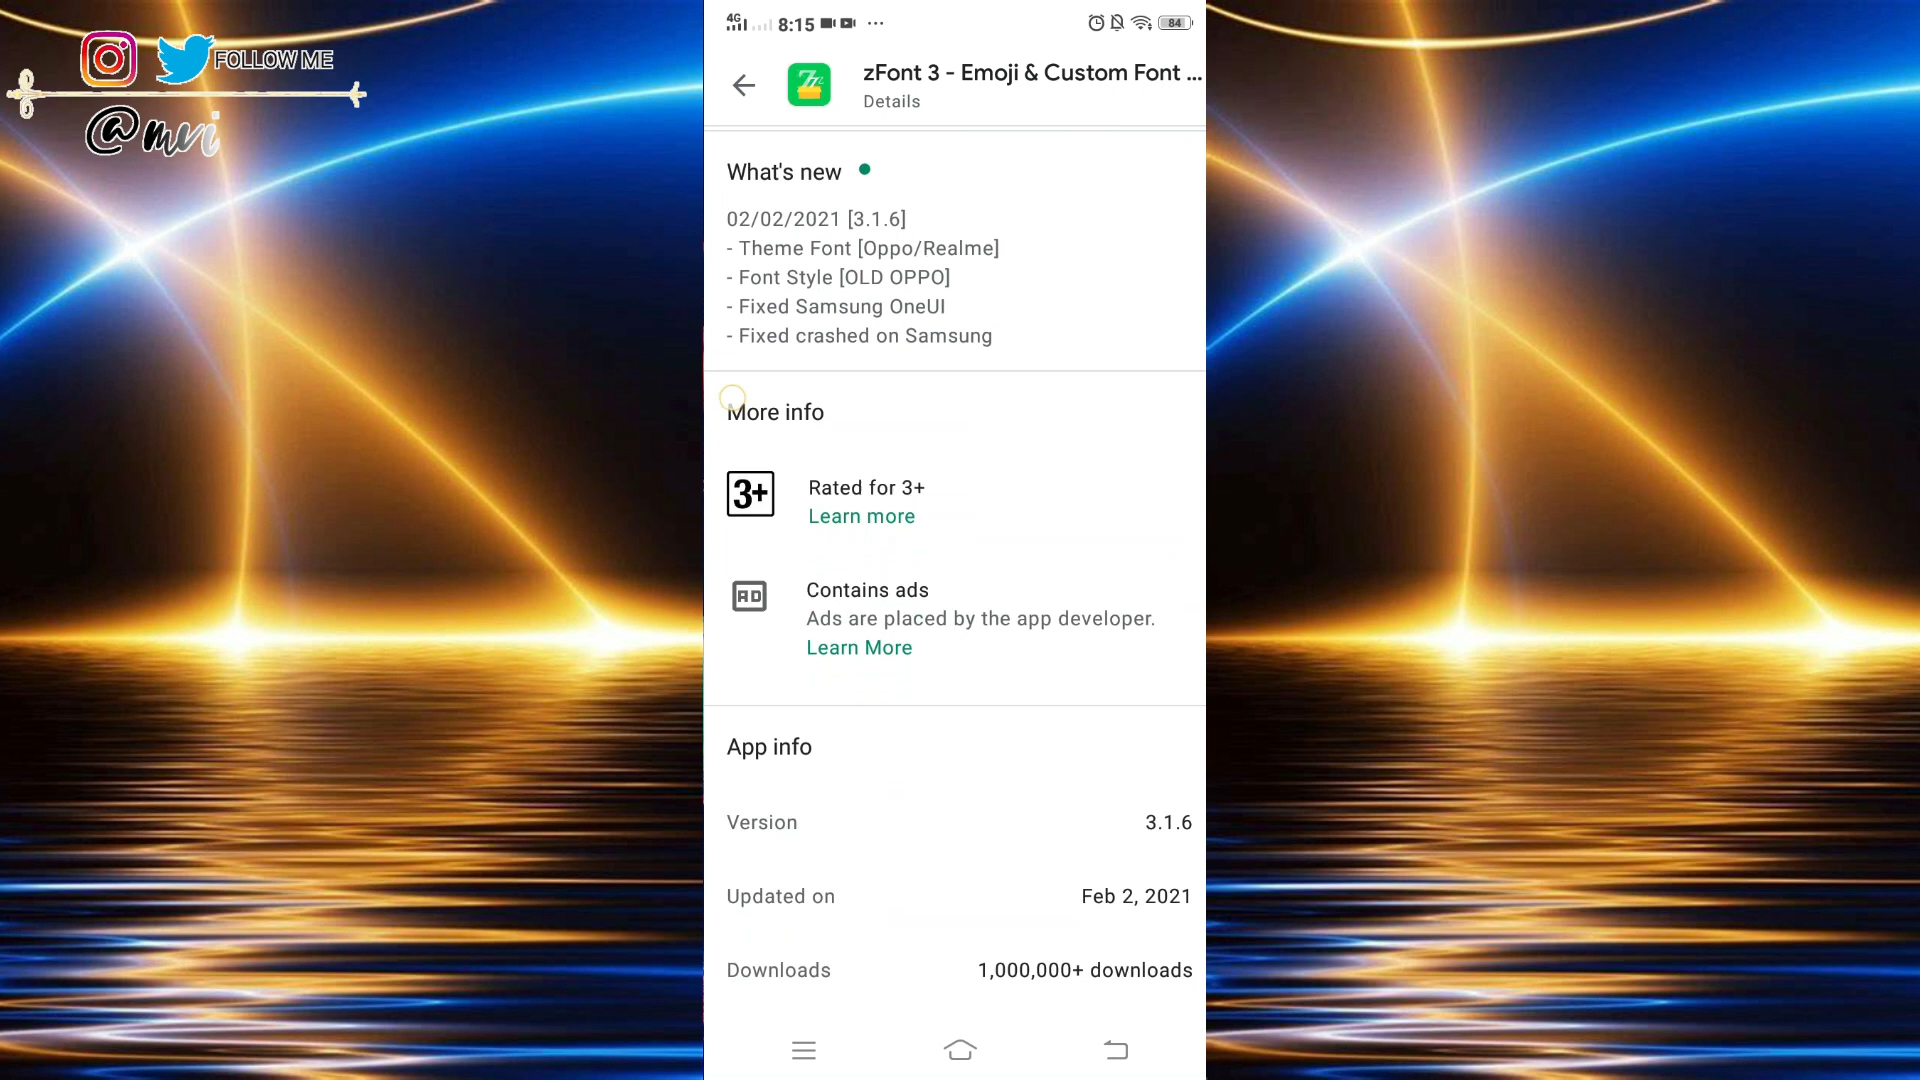 FOLLOW ME
@mvi
4G 8:15 84
zFont 3 - Emoji & Custom Font ...
Details
What's new
02/02/2021 [3.1.6]
- Theme Font [Oppo/Realme]
- Font Style [OLD OPPO]
- Fixed Samsung OneUI
- Fixed crashed on Samsung
More info
3+
Rated for 3+
Learn more
AD
Contains ads
Ads are placed by the app developer.
Learn More
App info
Version 3.1.6
Updated on Feb 2, 2021
Downloads 1,000,000+ downloads